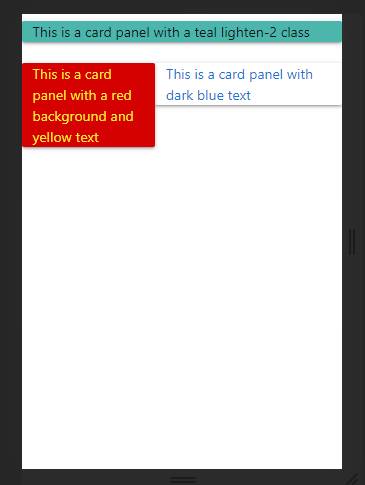 This is a card panel with a teal lighten-2 class
This is a card
panel with a red
background and
yellow text
This is a card panel with
dark blue text